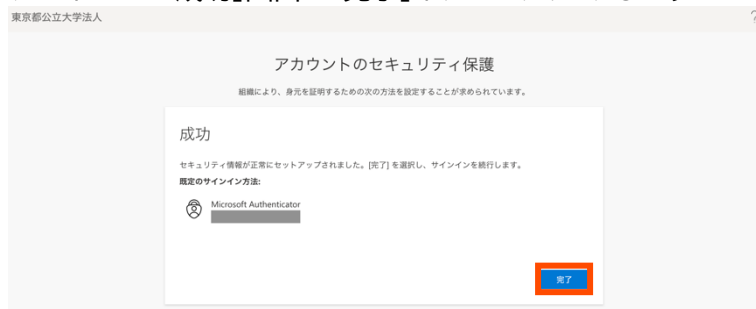 東京都公立大学法人
アカウントのセキュリティ保護
組織により、身元を証明するための次の方法を設定することが求められています。
成功
セキュリティ情報が正常にセットアップされました。[完了] を選択し、サインインを続行します。
既定のサインイン方法:
Microsoft Authenticator
完了